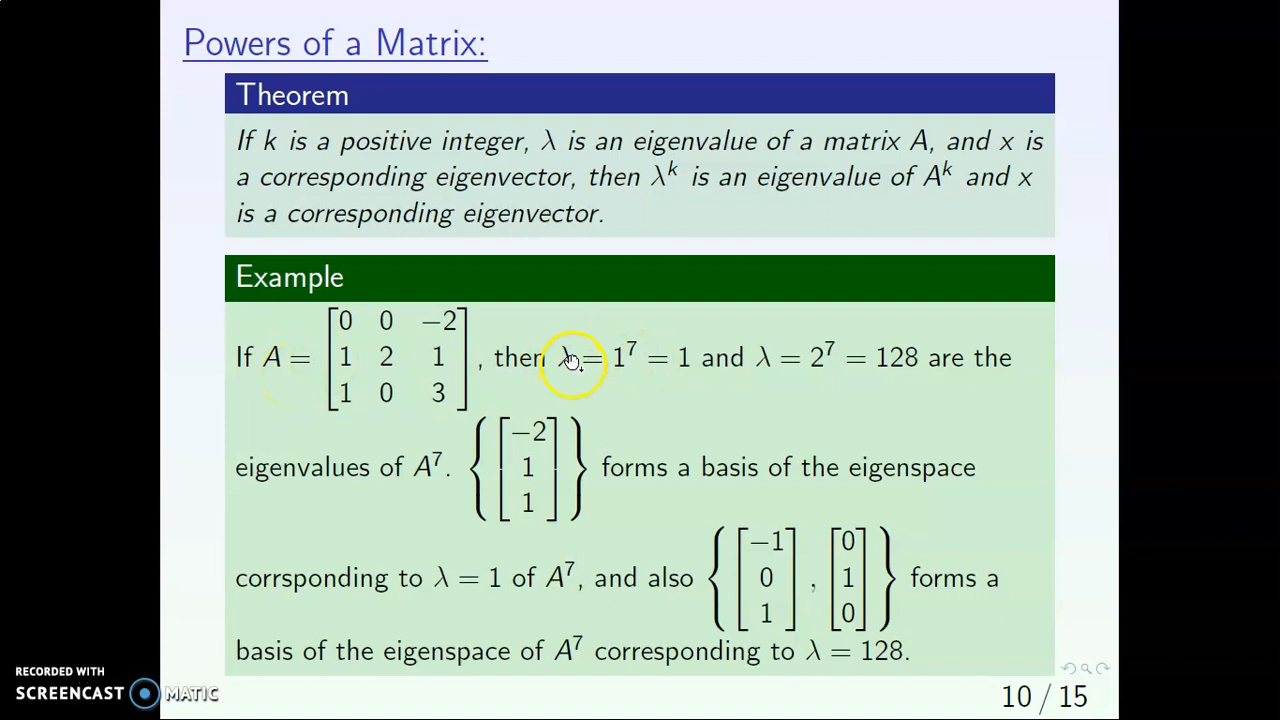 Powers of a Matrix:
Theorem
If k is a positive integer, λ is an eigenvalue of a matrix A, and x is
a corresponding eigenvector, then λ^k is an eigenvalue of A^k and x
is a corresponding eigenvector.
Example
If A = [0 0 −2; 1 2 1; 1 0 3], then λ = 1^7 = 1 and λ = 2^7 = 128 are the
eigenvalues of A^7. {[−2; 1; 1]} forms a basis of the eigenspace
corrsponding to λ = 1 of A^7, and also {[−1; 0; 1], [0; 1; 0]} forms a
basis of the eigenspace of A^7 corresponding to λ = 128.
RECORDED WITH
SCREENCAST MATIC
10 / 15